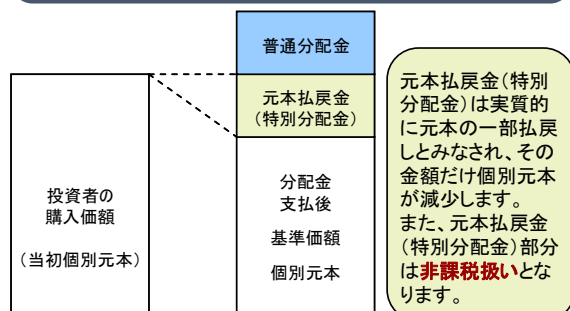 普通分配金
元本払戻金
（特別分配金）
投資者の
購入価額
（当初個別元本）
分配金
支払後
基準価額
個別元本
元本払戻金（特別
分配金）は実質的
に元本の一部払戻
しとみなされ、その
金額だけ個別元本
が減少します。
また、元本払戻金
（特別分配金）部分
は非課税扱いとな
ります。